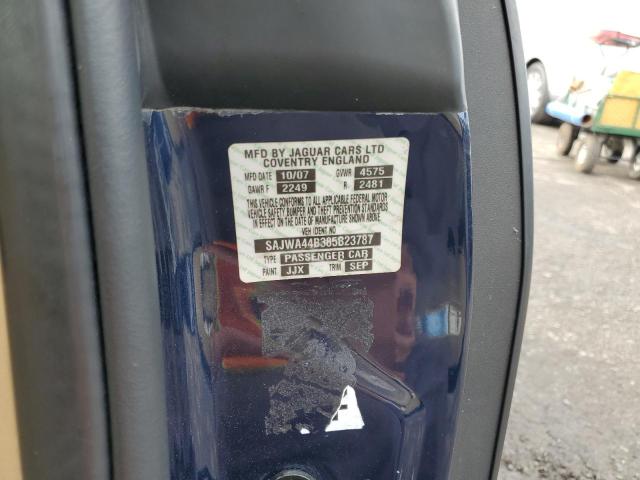 MFD BY JAGUAR CARS LTD
COVENTRY ENGLAND
MFD DATE 10/07 GVWR 4575
GAWR F 2249 R 2481
THIS VEHICLE CONFORMS TO ALL APPLICABLE FEDERAL MOTOR
VEHICLE SAFETY BUMPER AND THEFT PREVENTION STANDARDS
IN EFFECT ON THE DATE OF MANUFACTURE SHOWN ABOVE
VEH IDENT NO
SAJWA44B385B23787
TYPE PASSENGER CAR
PAINT JJX TRIM SEP